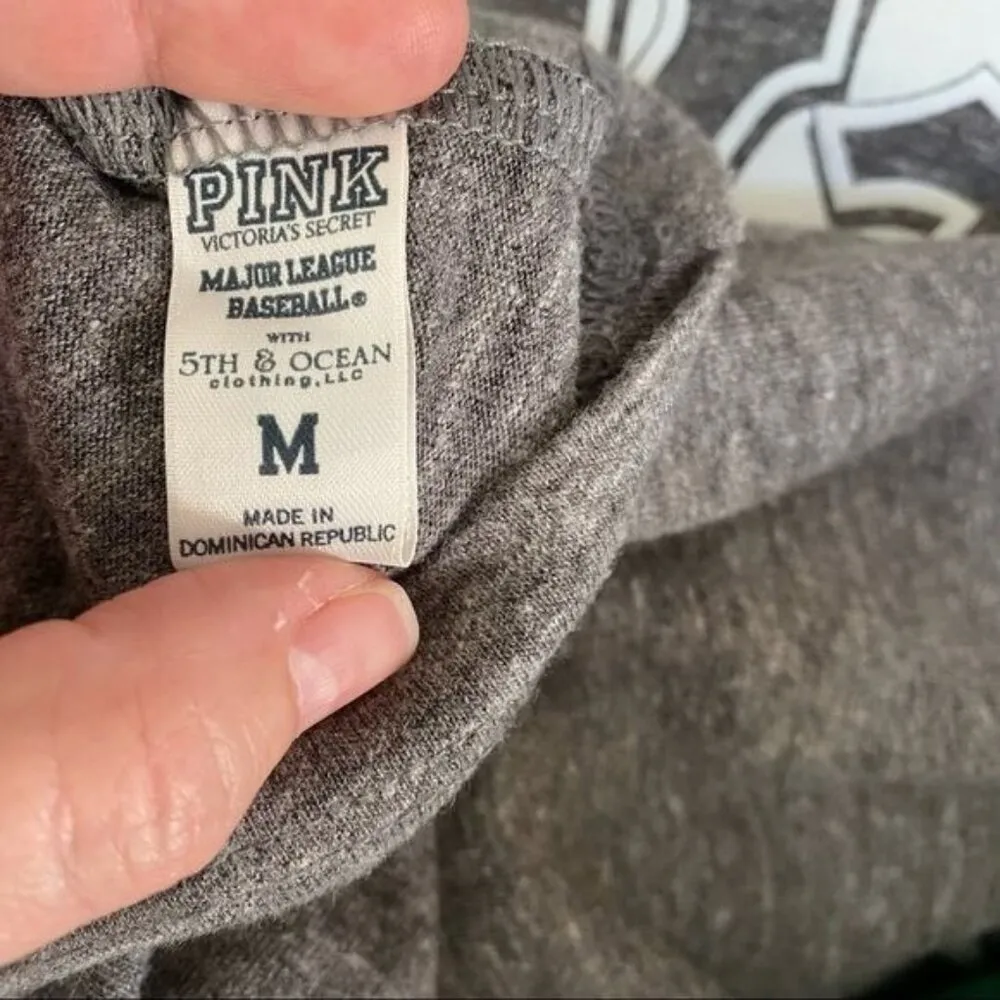 PINK
VICTORIA'S SECRET
MAJOR LEAGUE
BASEBALL®
WITH
5TH & OCEAN
clothing, LLC
M
MADE IN
DOMINICAN REPUBLIC